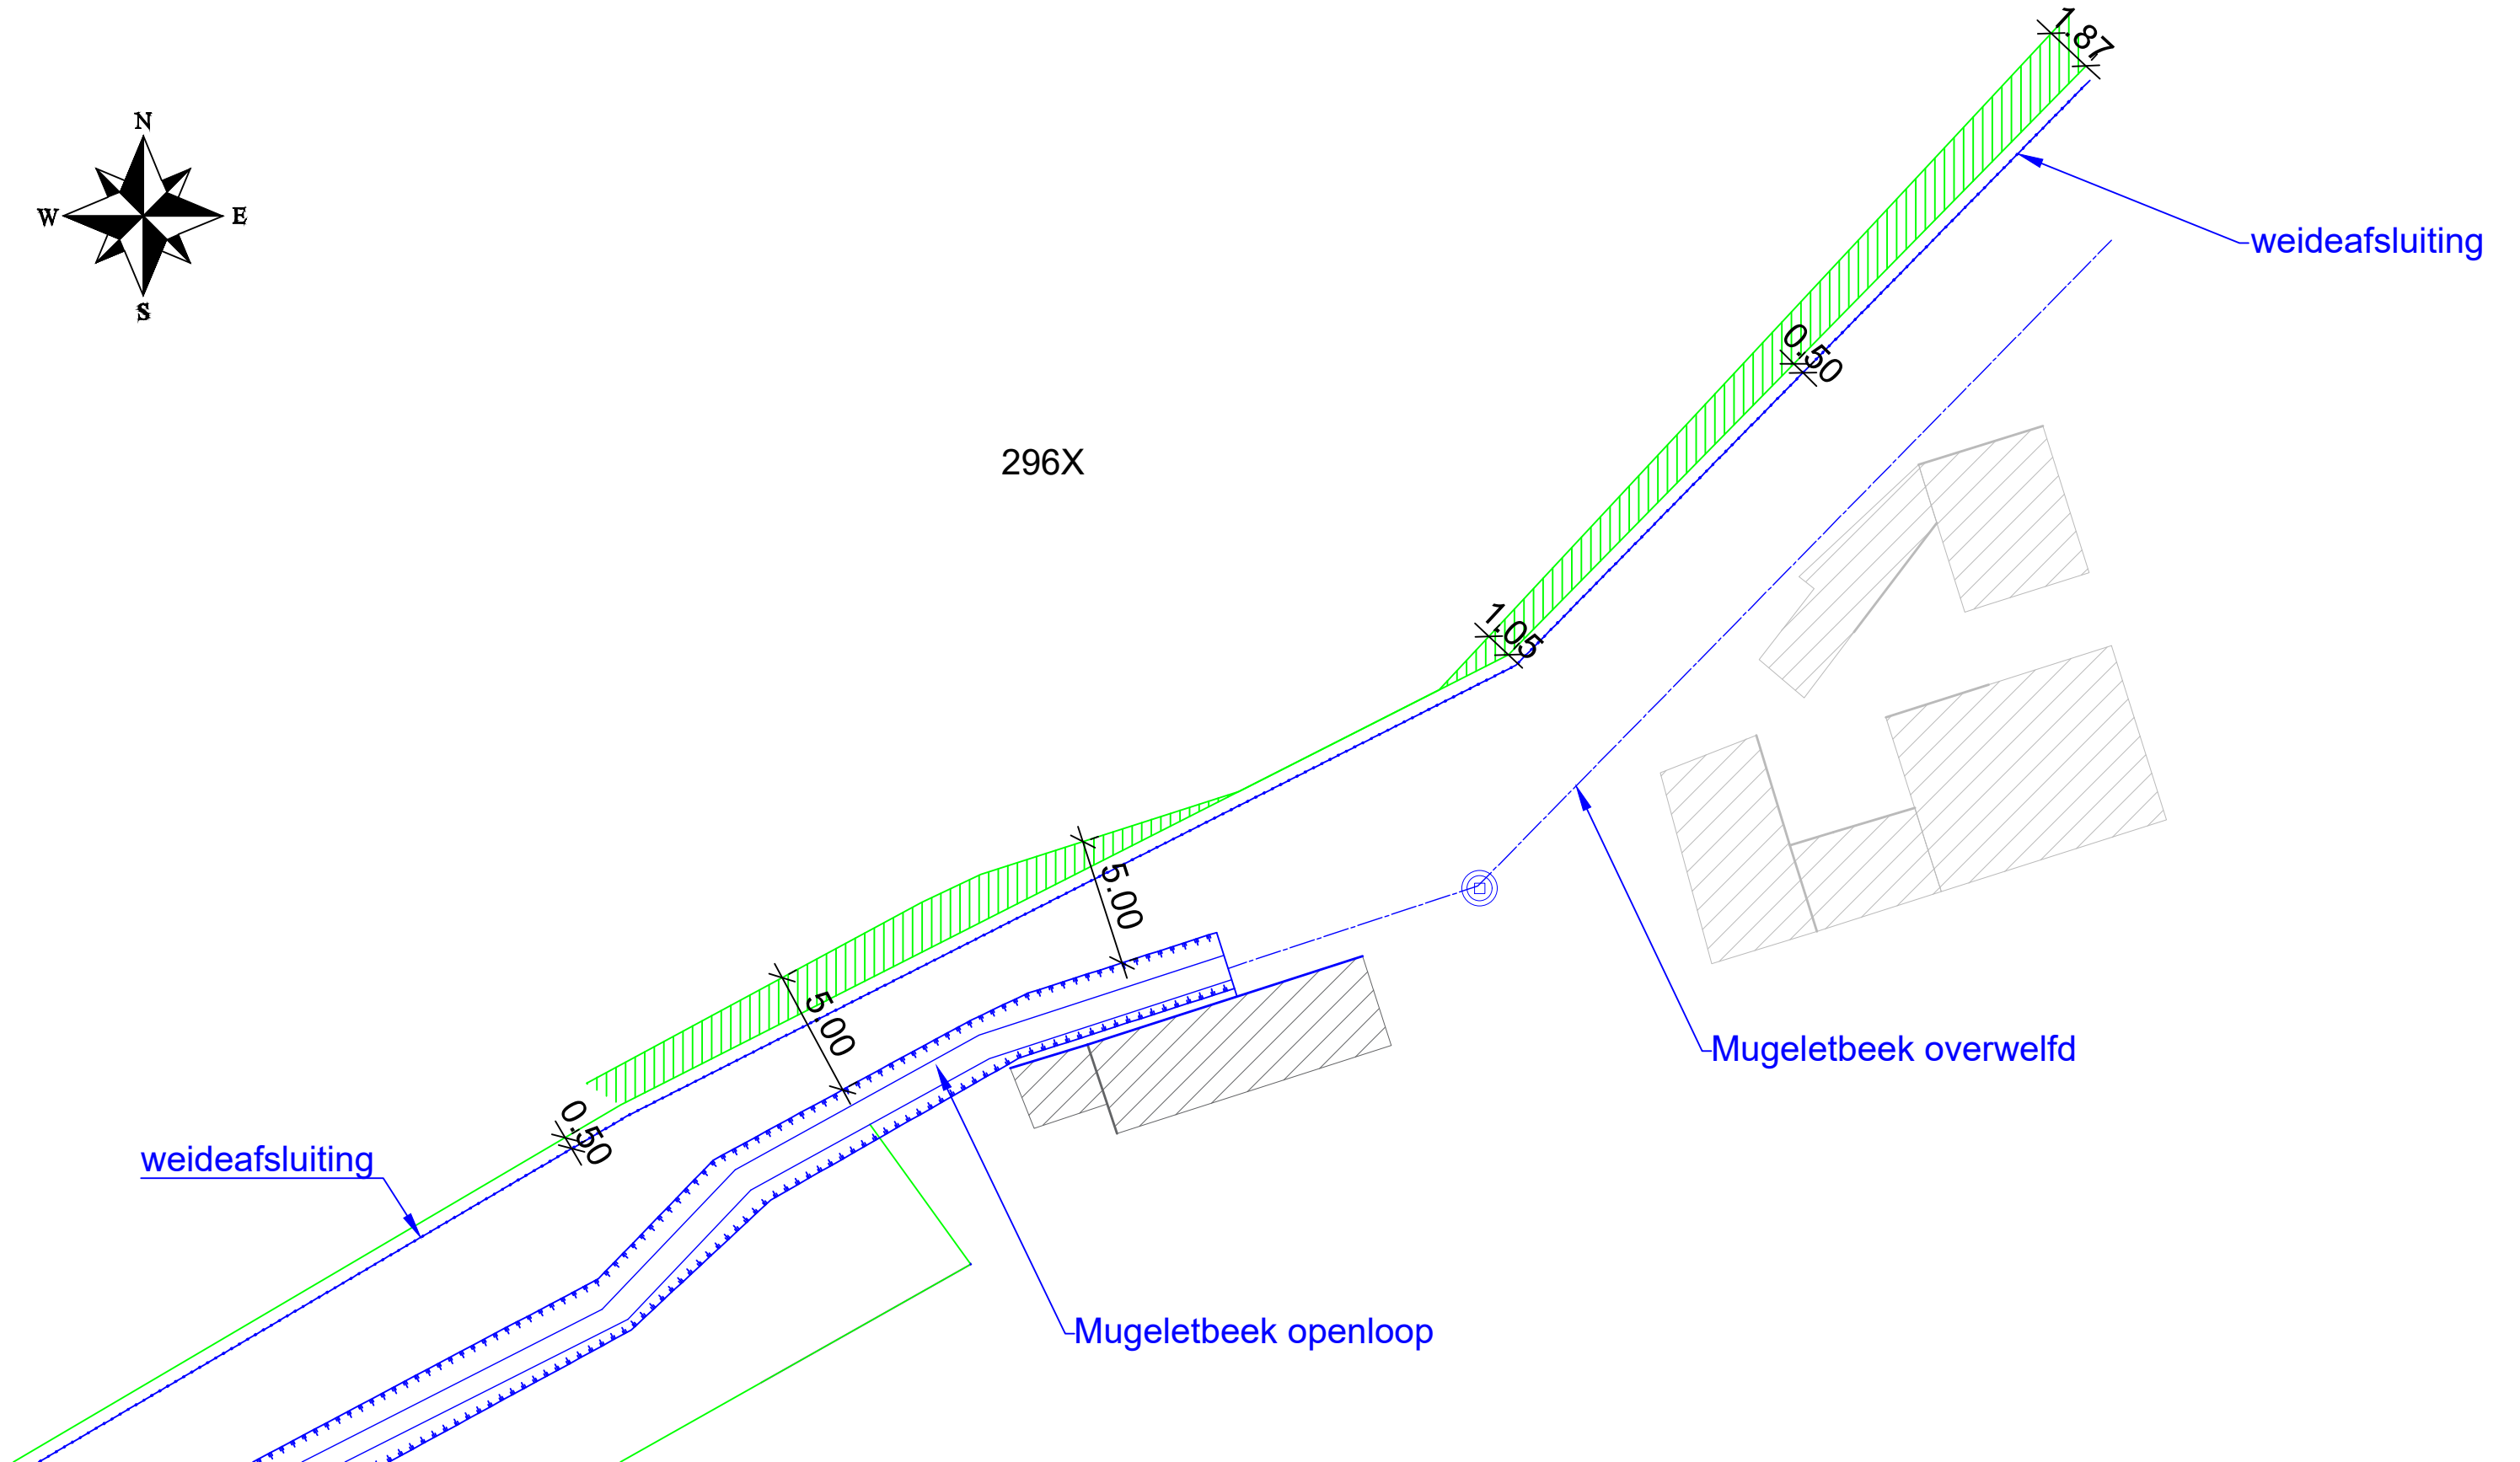 1.87
N
W
E
S
weideafsluiting
0.50
296X
1.05
5.00
5.00
0.50
weideafsluiting
Mugeletbeek overwelfd
Mugeletbeek openloop